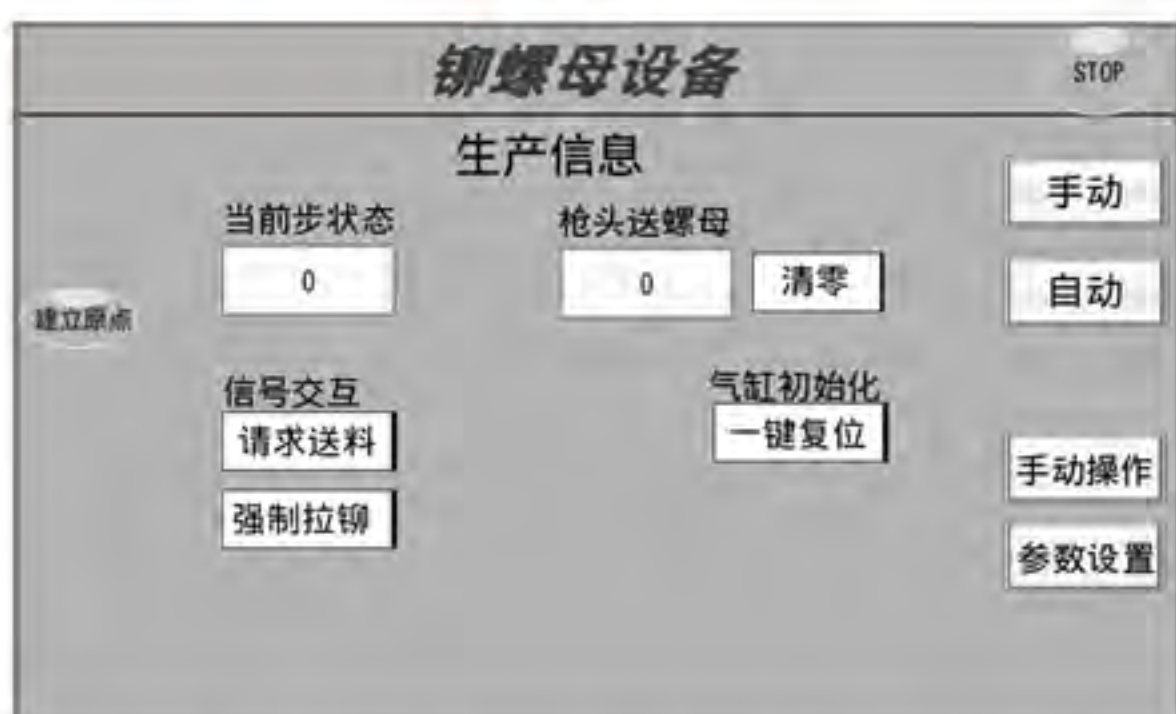 铆螺母设备
STOP
生产信息
手动
当前步状态
枪头送螺母
0
0
清零
自动
建立原点
信号交互
气缸初始化
请求送料
一键复位
手动操作
强制拉铆
参数设置